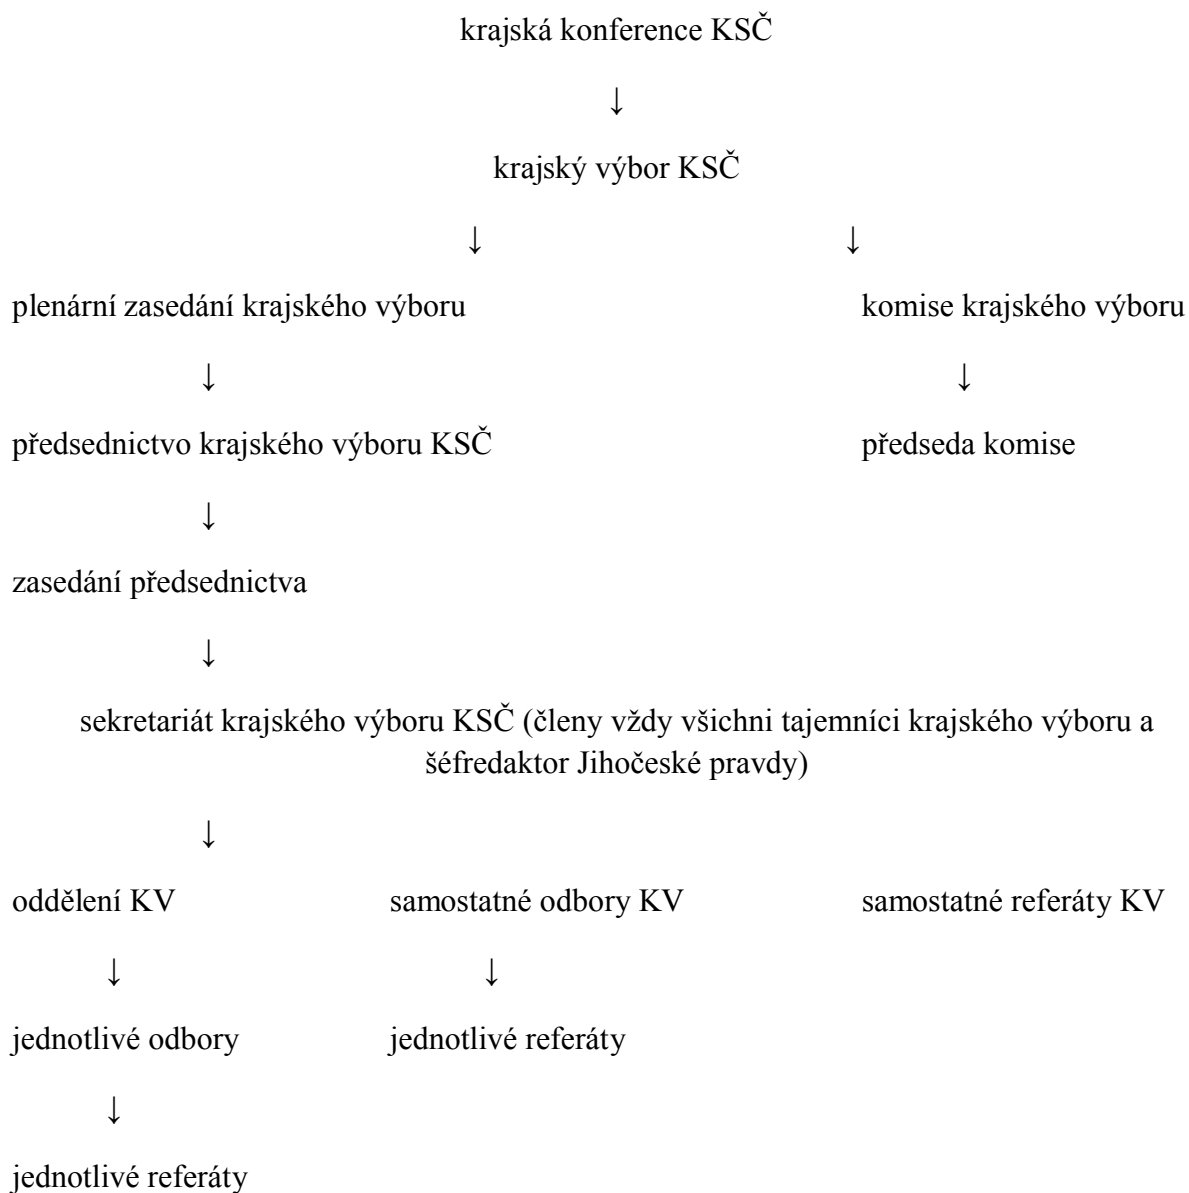 krajská konference KSČ
↓
krajský výbor KSČ
↓ ↓
plenární zasedání krajského výboru komise krajského výboru
↓ ↓
předsednictvo krajského výboru KSČ předseda komise
↓
zasedání předsednictva
↓
sekretariát krajského výboru KSČ (členy vždy všichni tajemníci krajského výboru a
šéfredaktor Jihočeské pravdy)
↓
oddělení KV samostatné odbory KV samostatné referáty KV
↓ ↓
jednotlivé odbory jednotlivé referáty
↓
jednotlivé referáty